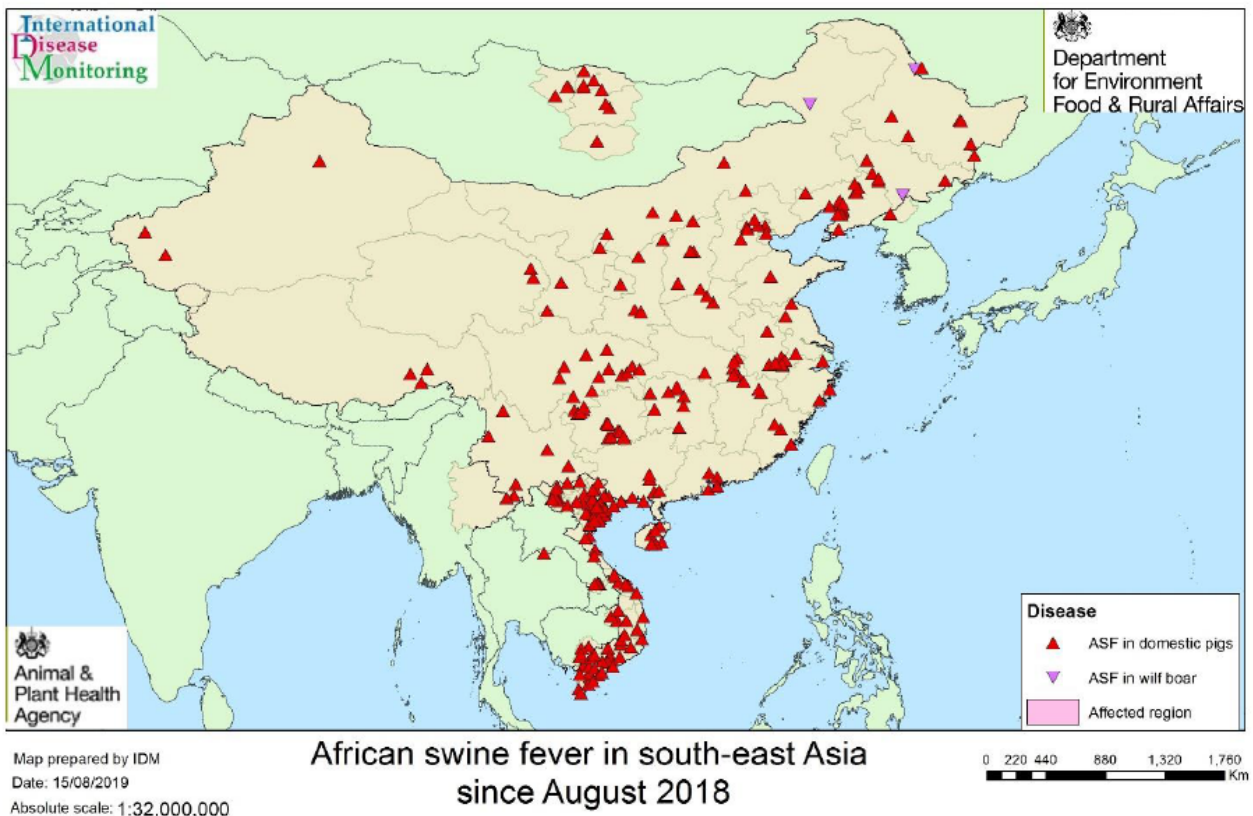 International
Disease
Monitoring
Department
for Environment
Food & Rural Affairs
Disease
ASF in domestic pigs
ASF in wilf boar
Affected region
Animal &
Plant Health
Agency
Map prepared by IDM
Date: 15/08/2019
Absolute scale: 1:32,000,000
African swine fever in south-east Asia
since August 2018
0 220 440 880 1,320 1,760
Km